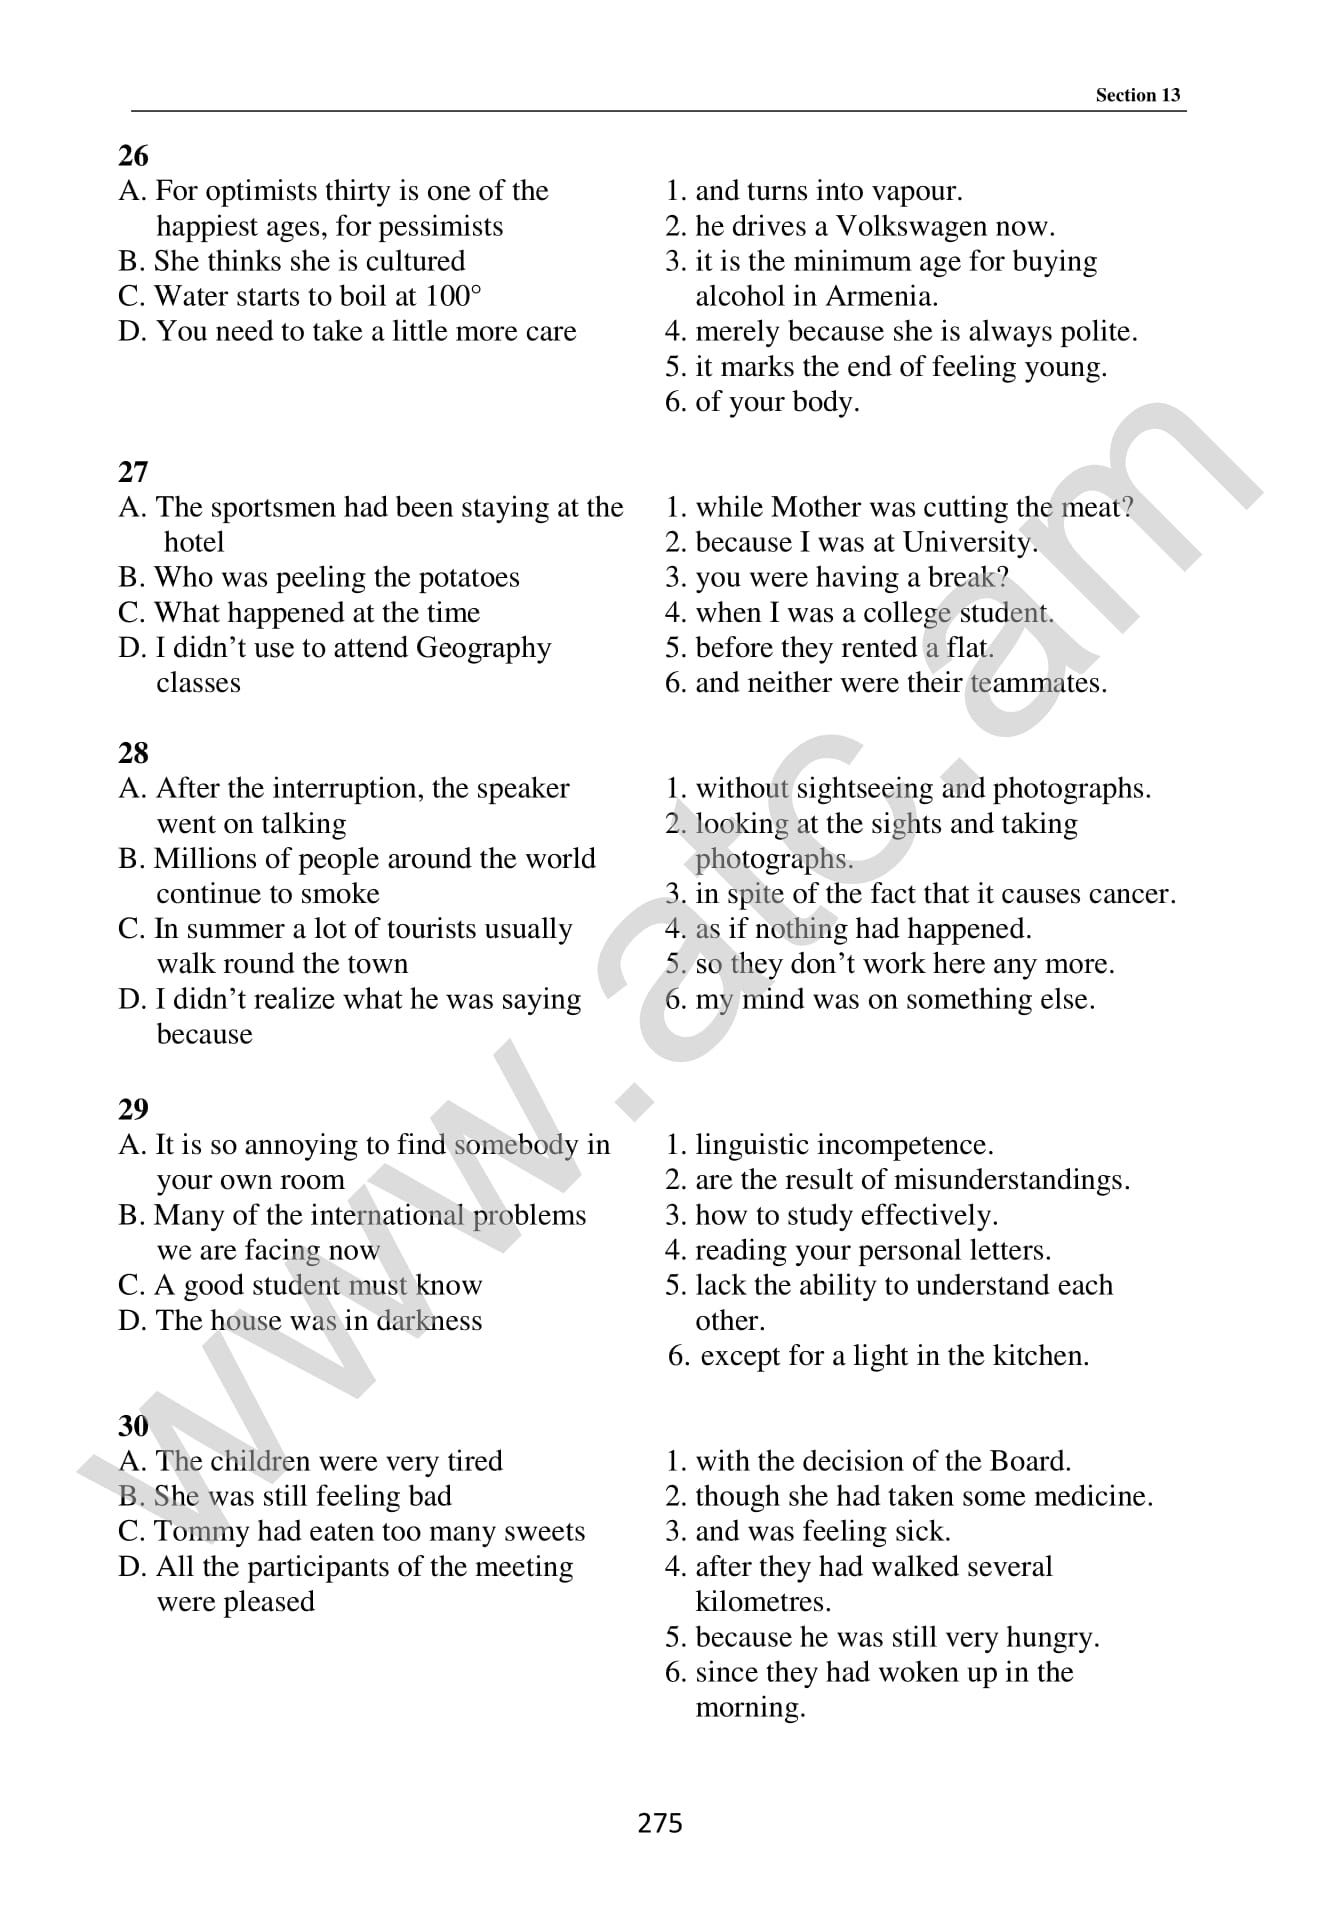 Section 13
26
A. For optimists thirty is one of the
happiest ages, for pessimists
B. She thinks she is cultured
C. Water starts to boil at 100°
D. You need to take a little more care
1. and turns into vapour.
2. he drives a Volkswagen now.
3. it is the minimum age for buying
alcohol in Armenia.
4. merely because she is always polite.
5. it marks the end of feeling young.
6. of your body.
27
A. The sportsmen had been staying at the
hotel
B. Who was peeling the potatoes
C. What happened at the time
D. I didn’t use to attend Geography
classes
1. while Mother was cutting the meat?
2. because I was at University.
3. you were having a break?
4. when I was a college student.
5. before they rented a flat.
6. and neither were their teammates.
28
A. After the interruption, the speaker
went on talking
B. Millions of people around the world
continue to smoke
C. In summer a lot of tourists usually
walk round the town
D. I didn’t realize what he was saying
because
1. without sightseeing and photographs.
2. looking at the sights and taking
photographs.
3. in spite of the fact that it causes cancer.
4. as if nothing had happened.
5. so they don’t work here any more.
6. my mind was on something else.
29
A. It is so annoying to find somebody in
your own room
B. Many of the international problems
we are facing now
C. A good student must know
D. The house was in darkness
1. linguistic incompetence.
2. are the result of misunderstandings.
3. how to study effectively.
4. reading your personal letters.
5. lack the ability to understand each
other.
6. except for a light in the kitchen.
30
A. The children were very tired
B. She was still feeling bad
C. Tommy had eaten too many sweets
D. All the participants of the meeting
were pleased
1. with the decision of the Board.
2. though she had taken some medicine.
3. and was feeling sick.
4. after they had walked several
kilometres.
5. because he was still very hungry.
6. since they had woken up in the
morning.
275
www.atc.am